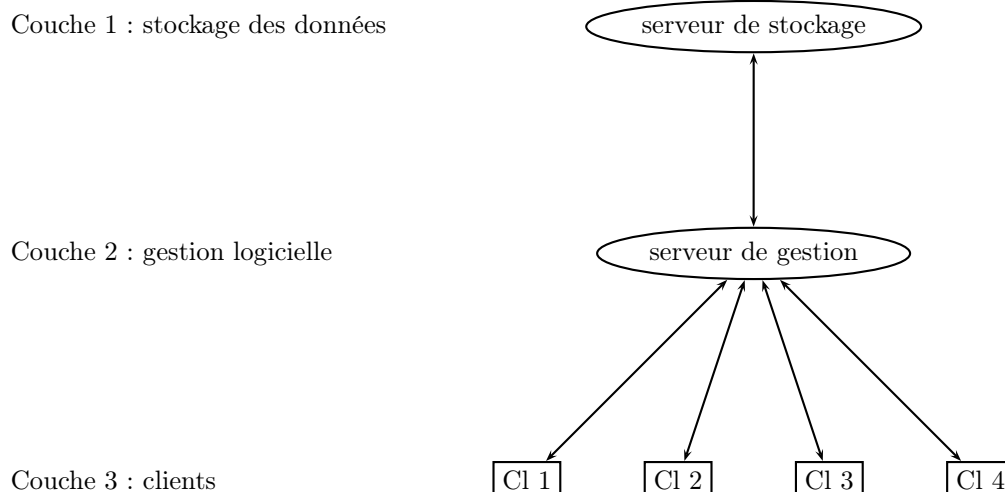 Couche 1 : stockage des données
serveur de stockage
Couche 2 : gestion logicielle
serveur de gestion
Couche 3 : clients
Cl 1
Cl 2
Cl 3
Cl 4